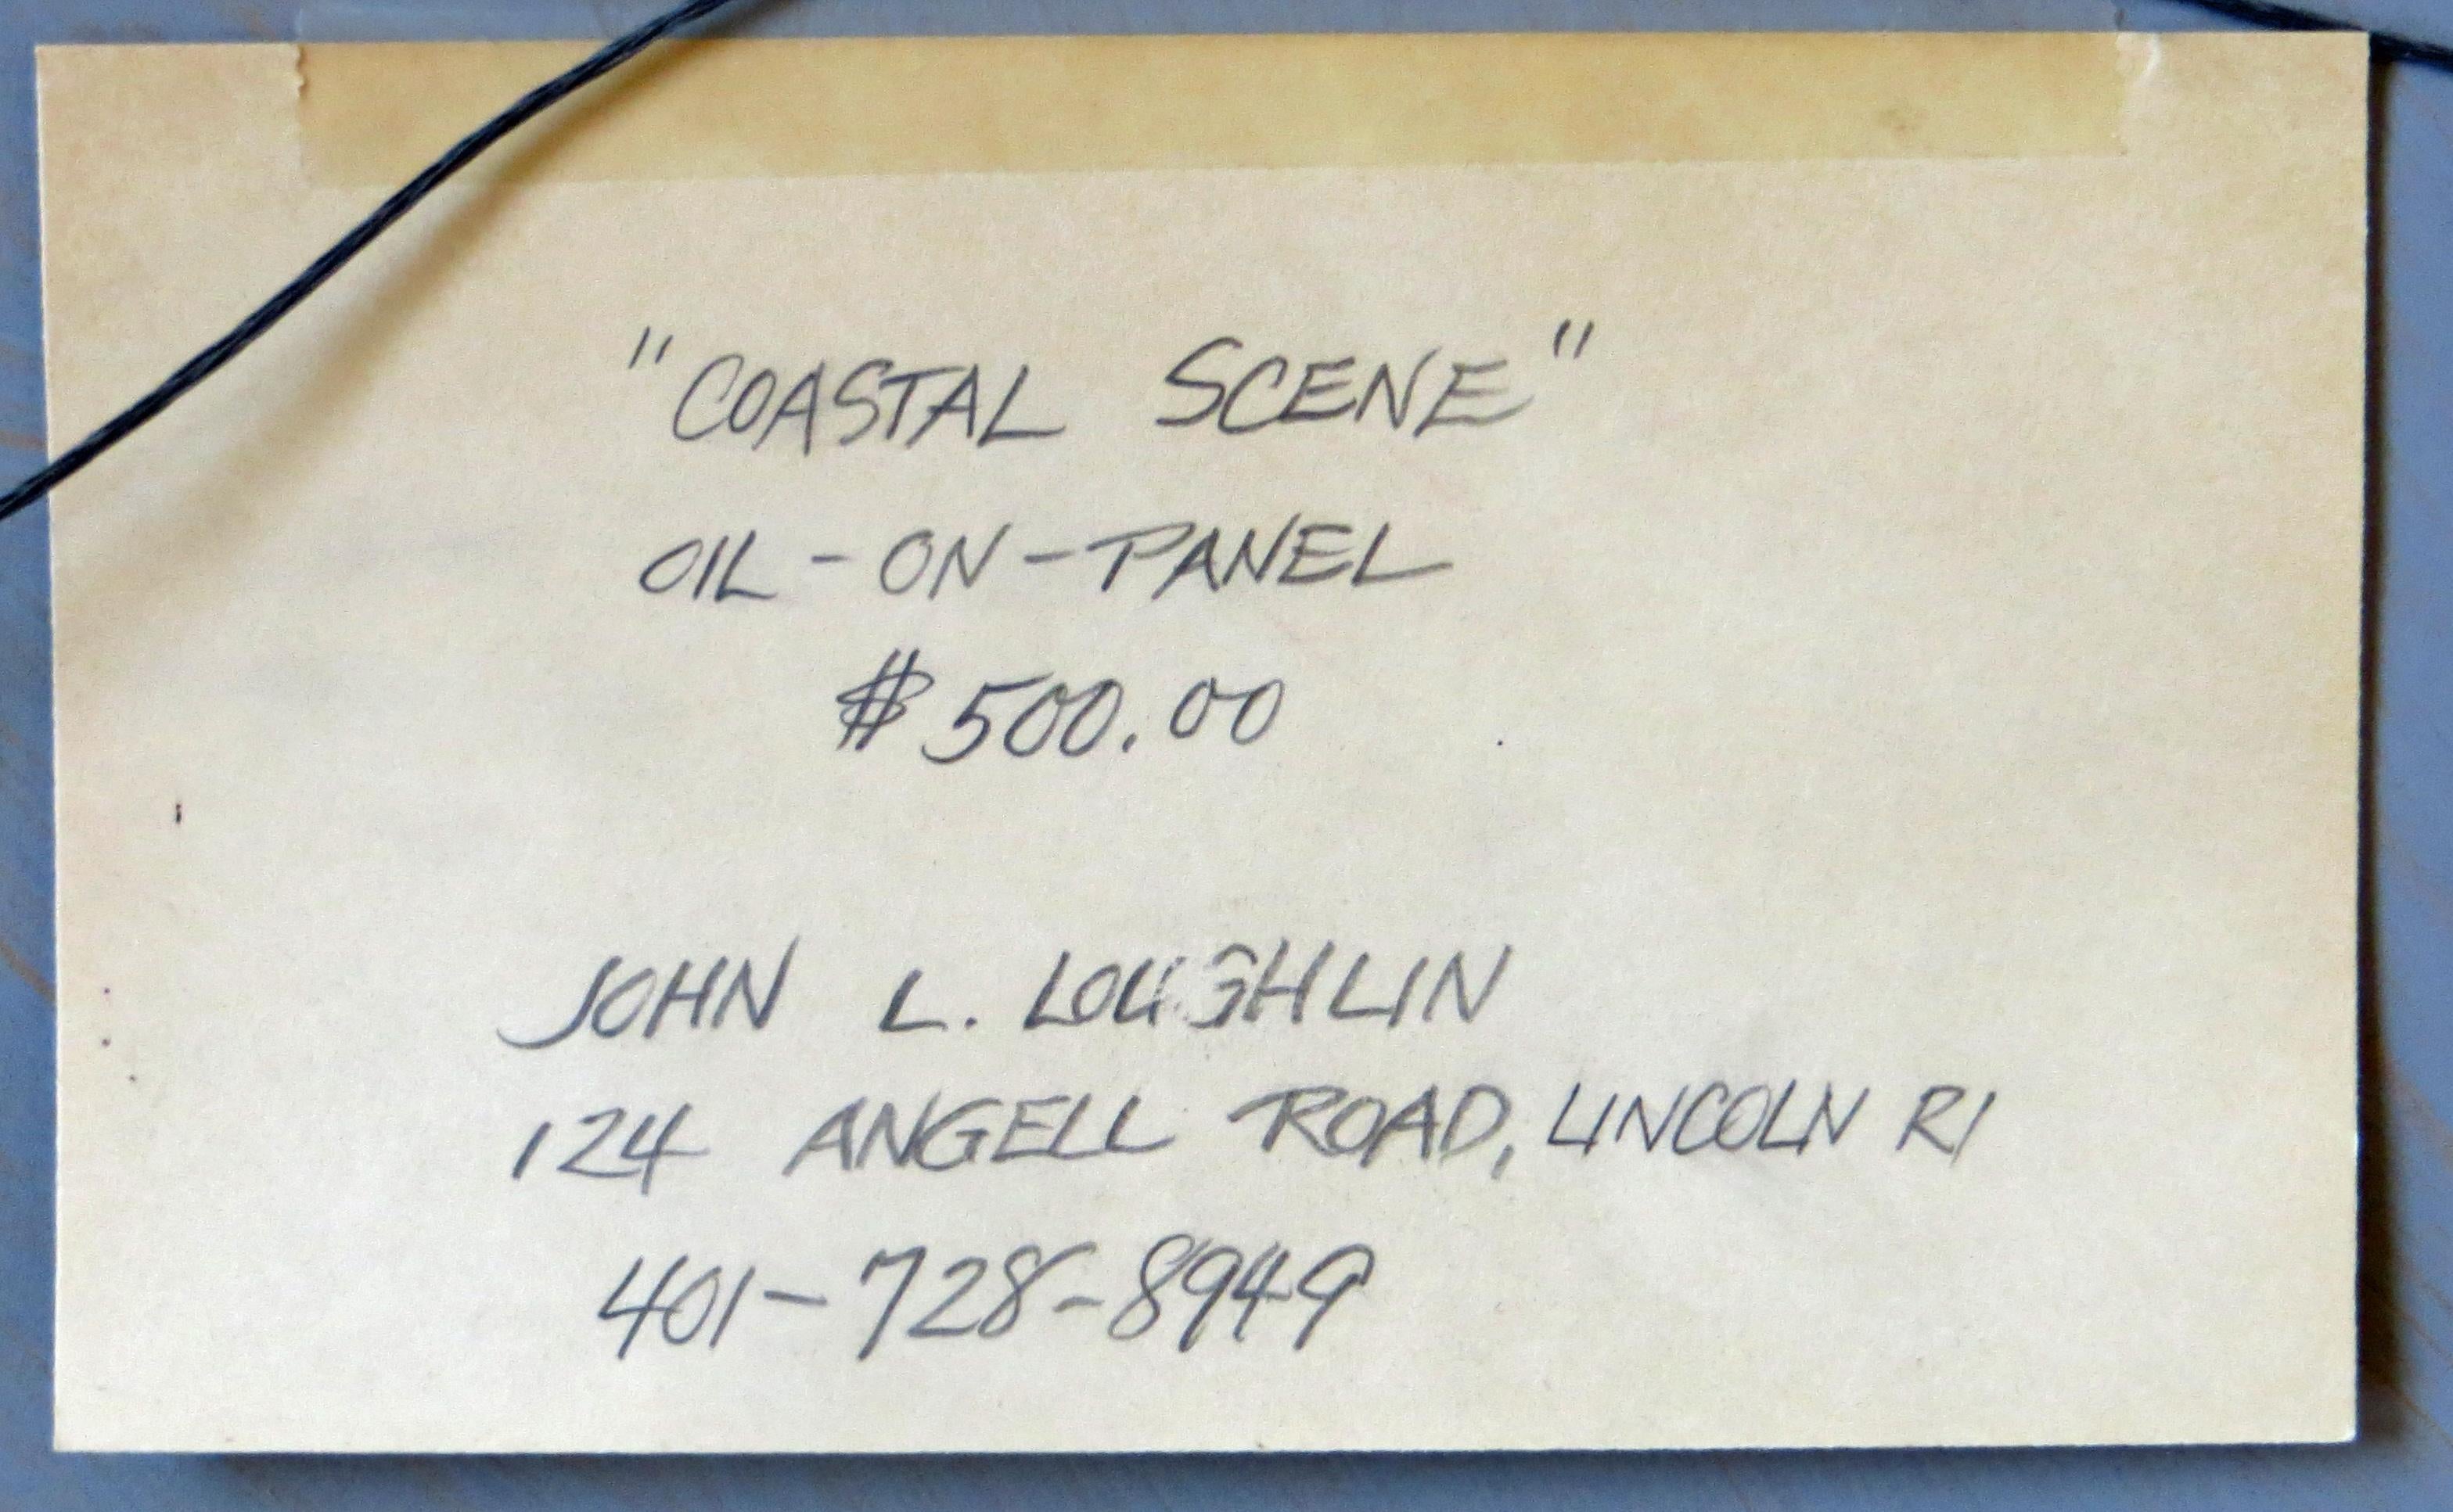 "COASTAL SCENE"
OIL-ON-PANEL
$500.00
JOHN L. LOUGHLIN
124 ANGELL ROAD, LINCOLN RI
401-728-8949